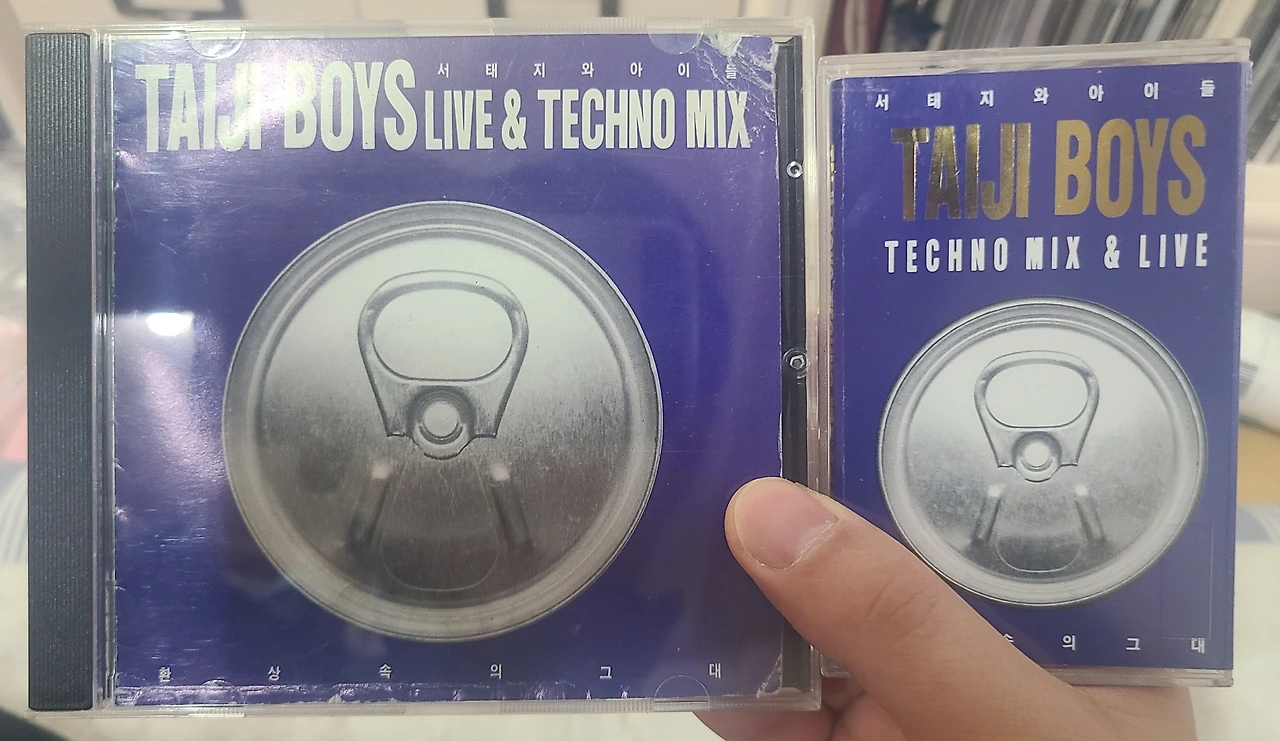 서태지와아이들
TAIJI BOYS LIVE & TECHNO MIX
환상속의그대
서태지와아이들
TAIJI BOYS
TECHNO MIX & LIVE
속의그대